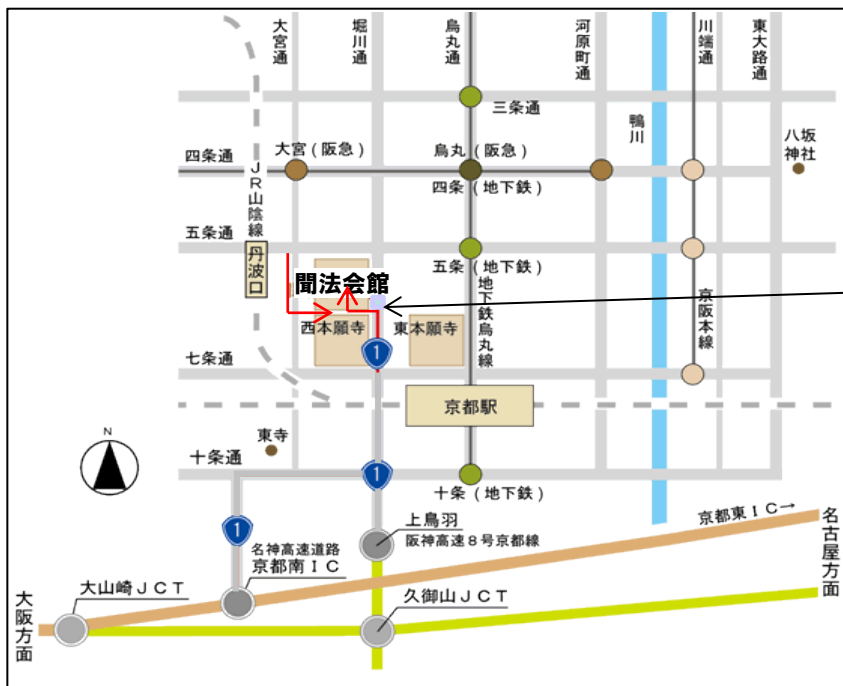 大宮通
堀川通
烏丸通
河原町通
川端通
東大路通
三条通
鴨川
八坂
神社
四条通
大宮(阪急)
烏丸(阪急)
四条(地下鉄)
JR山陰線
五条通
丹波口
五条(地下鉄)
聞法会館
地下鉄烏丸線
京阪本線
西本願寺
東本願寺
1
七条通
京都駅
N
東寺
十条通
1
十条(地下鉄)
1
上鳥羽
阪神高速8号京都線
京都東IC→
名古屋方面
名神高速道路
京都南IC
大山崎JCT
久御山JCT
大阪方面